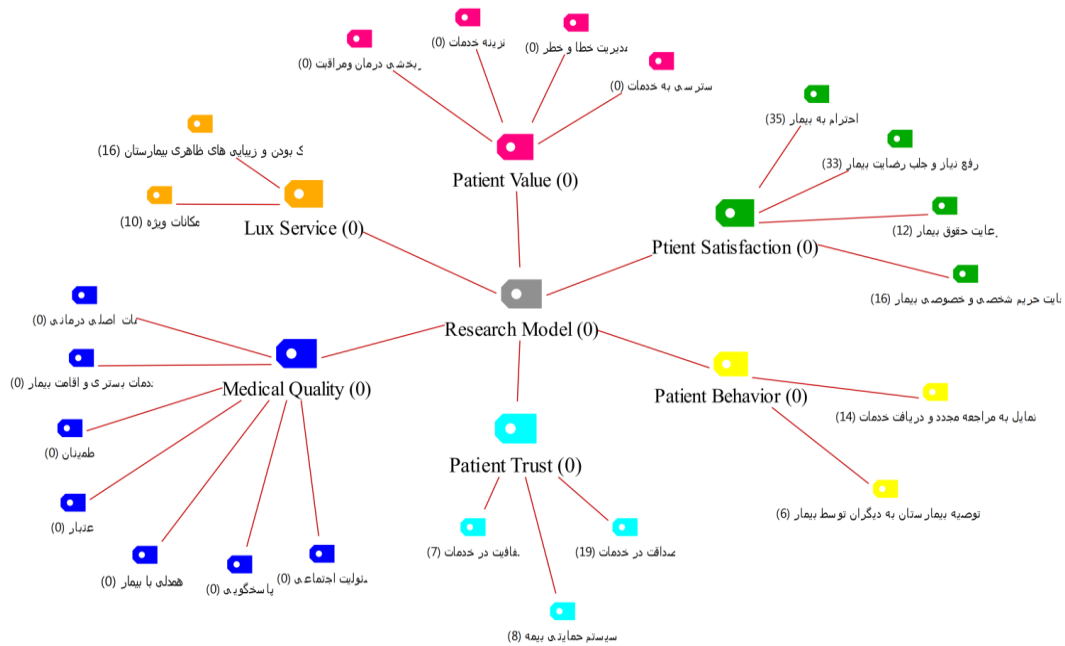 هزینه خدمات (0)
مدیریت خطا و خطر (0)
بخشی درمان ومراقبت (0)
سترسی به خدمات (0)
Patient Value (0)
ک بودن و زیبایی های ظاهری بیمارستان (16)
مکانات ویژه (10)
Lux Service (0)
احترام به بیمار (35)
رفع نیاز و جلب رضایت بیمار (33)
عایت حقوق بیمار (12)
Ptient Satisfaction (0)
عایت حریم شخصی و خصوصی بیمار (16)
Research Model (0)
مات اصلی درمانی (0)
دمات بستری و اقامت بیمار (0)
Medical Quality (0)
طمینان (0)
عتبار (0)
همدلی با بیمار (0)
پاسخگویی (0)
سئولیت اجتماعی (0)
Patient Behavior (0)
تمایل به مراجعه مجدد و دریافت خدمات (14)
توصیه بیمارستان به دیگران توسط بیمار (6)
Patient Trust (0)
فافیت در خدمات (7)
صداقت در خدمات (19)
سیستم حمایتی بیمه (8)